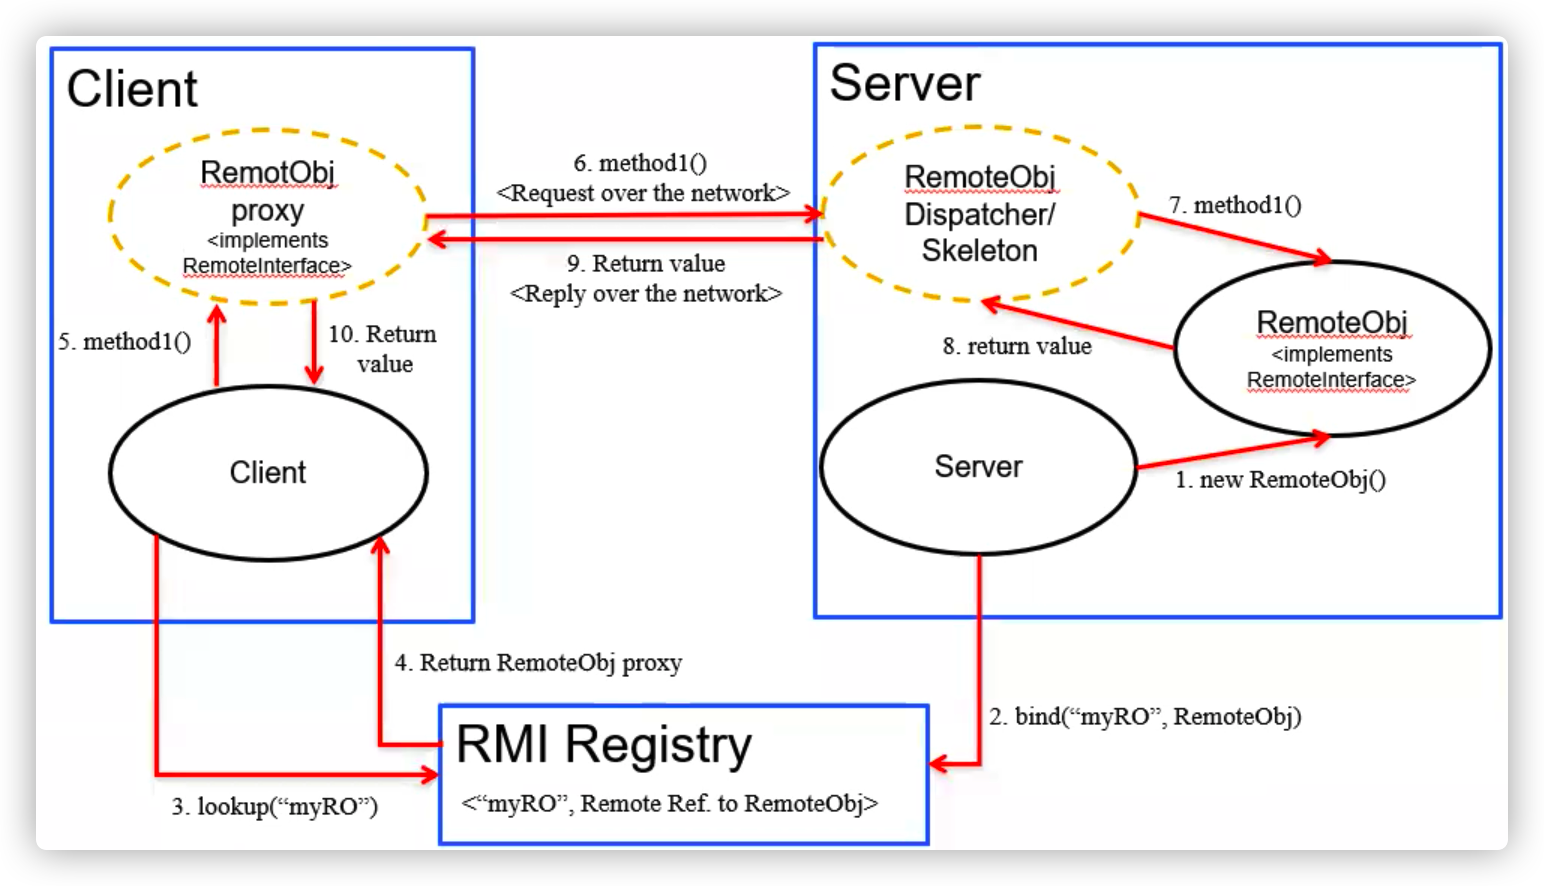 Client
RemotObj
proxy
<implements
RemoteInterface>
5. method1()
10. Return
value
Client
6. method1()
<Request over the network>
9. Return value
<Reply over the network>
Server
RemoteObj
Dispatcher/
Skeleton
7. method1()
RemoteObj
<implements
RemoteInterface>
8. return value
Server
1. new RemoteObj()
4. Return RemoteObj proxy
2. bind(“myRO”, RemoteObj)
RMI Registry
<“myRO”, Remote Ref. to RemoteObj>
3. lookup(“myRO”)